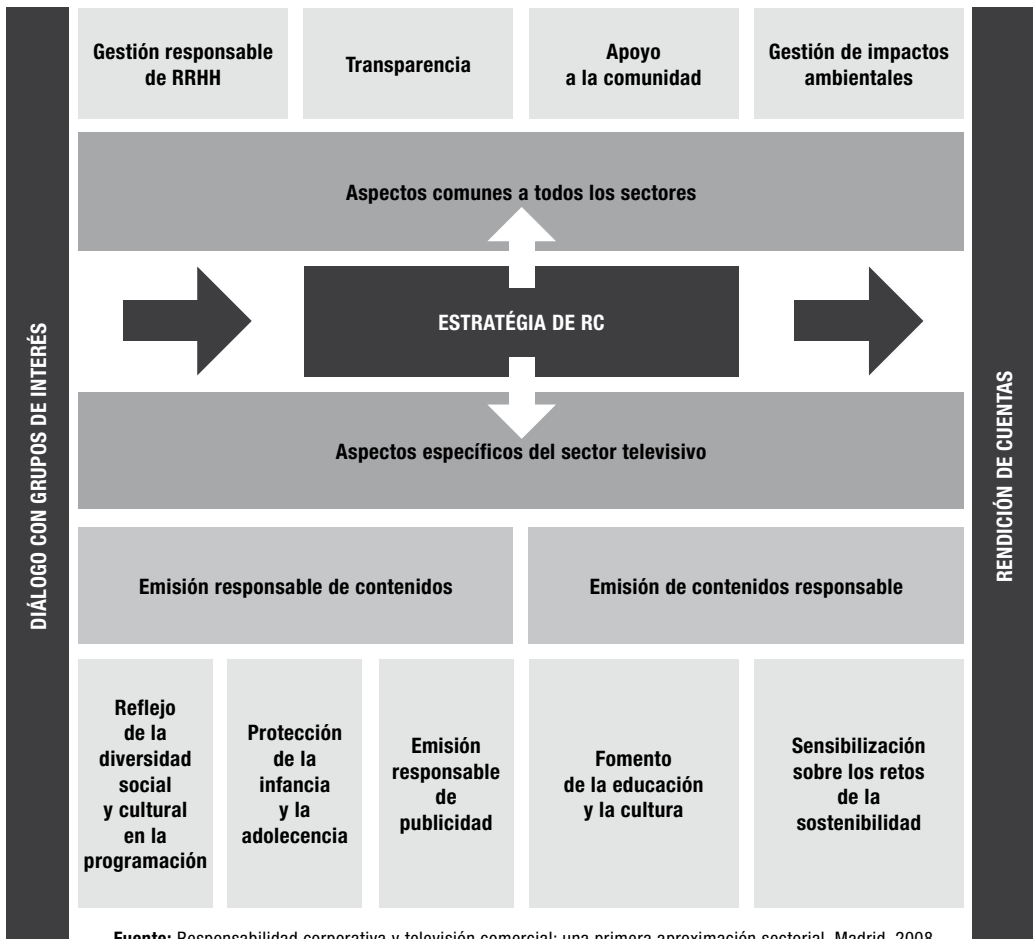 Gestión responsable
de RRHH
Transparencia
Apoyo
a la comunidad
Gestión de impactos
ambientales
Aspectos comunes a todos los sectores
DIÁLOGO CON GRUPOS DE INTERÉS
ESTRATÉGIA DE RC
RENDICIÓN DE CUENTAS
Aspectos específicos del sector televisivo
Emisión responsable de contenidos
Emisión de contenidos responsable
Reflejo
de la
diversidad
social
y cultural
en la
programación
Protección
de la
infancia
y la
adolecencia
Emisión
responsable
de
publicidad
Fomento
de la educación
y la cultura
Sensibilización
sobre los retos
de la
sostenibilidad
Fuente: Responsabilidad corporativa y televisión comercial: una primera aproximación sectorial. Madrid, 2008